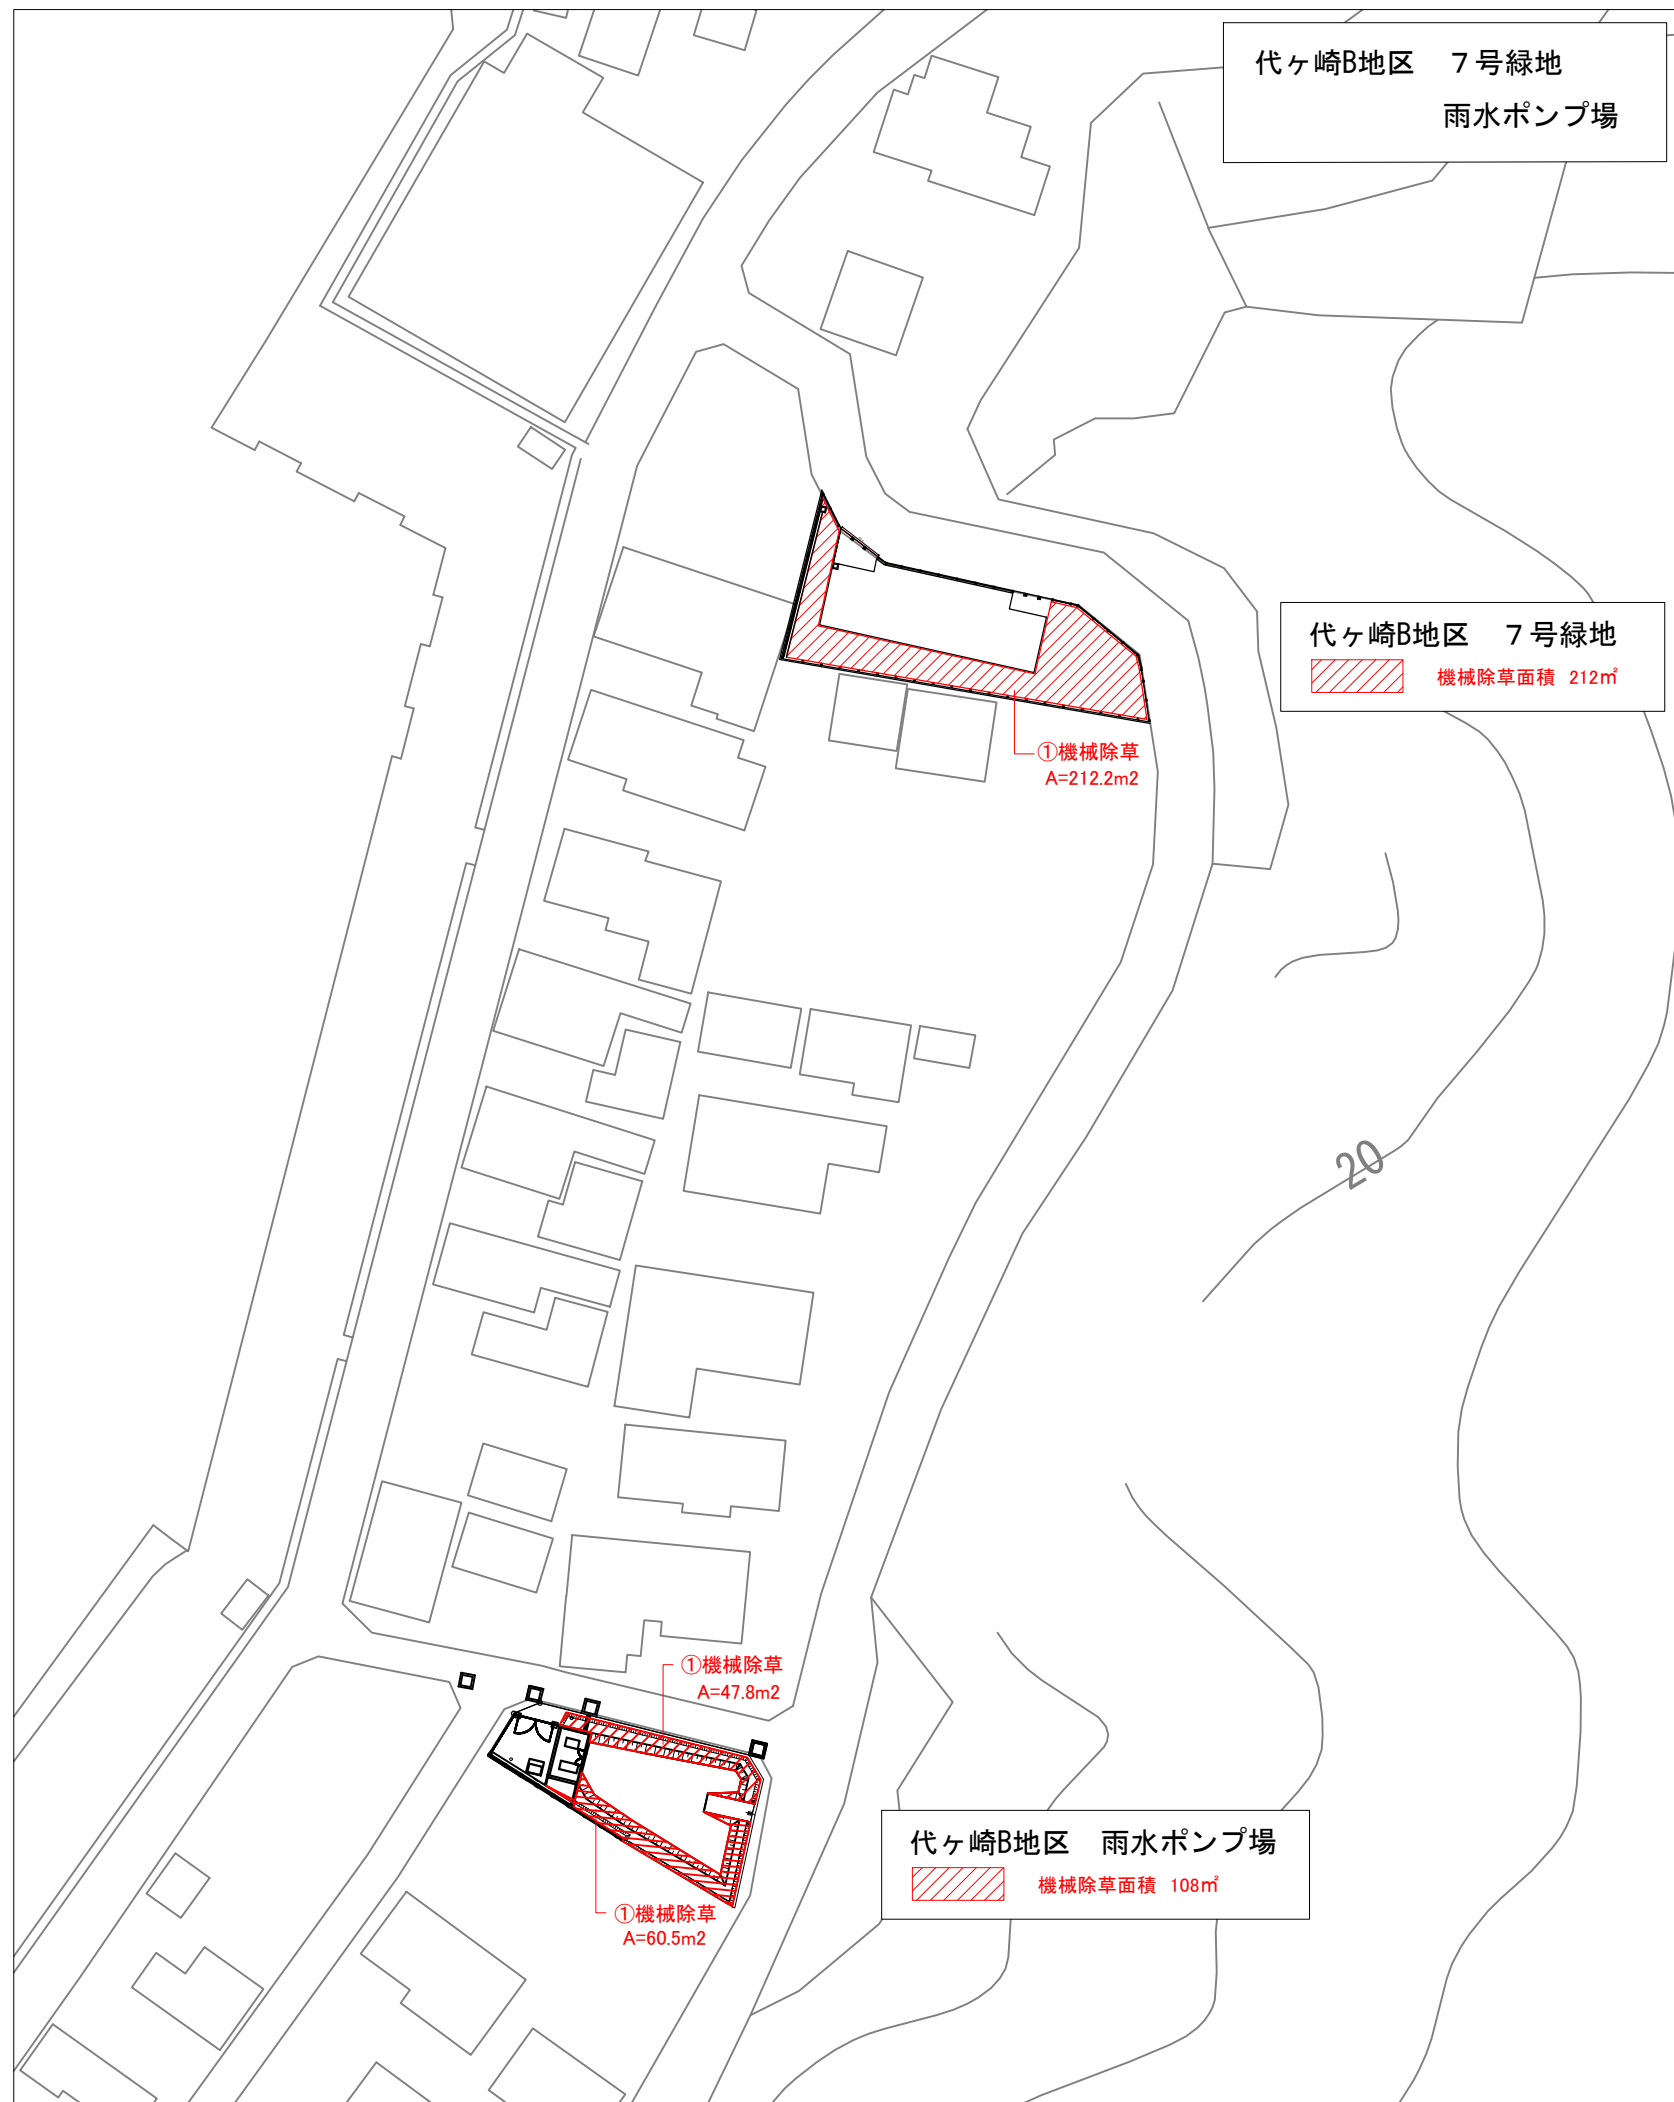 代ヶ崎B地区　７号緑地
雨水ポンプ場
代ヶ崎B地区　７号緑地
機械除草面積 212㎡
①機械除草
A=212.2m2
20
①機械除草
A=47.8m2
代ヶ崎B地区　雨水ポンプ場
機械除草面積 108㎡
①機械除草
A=60.5m2